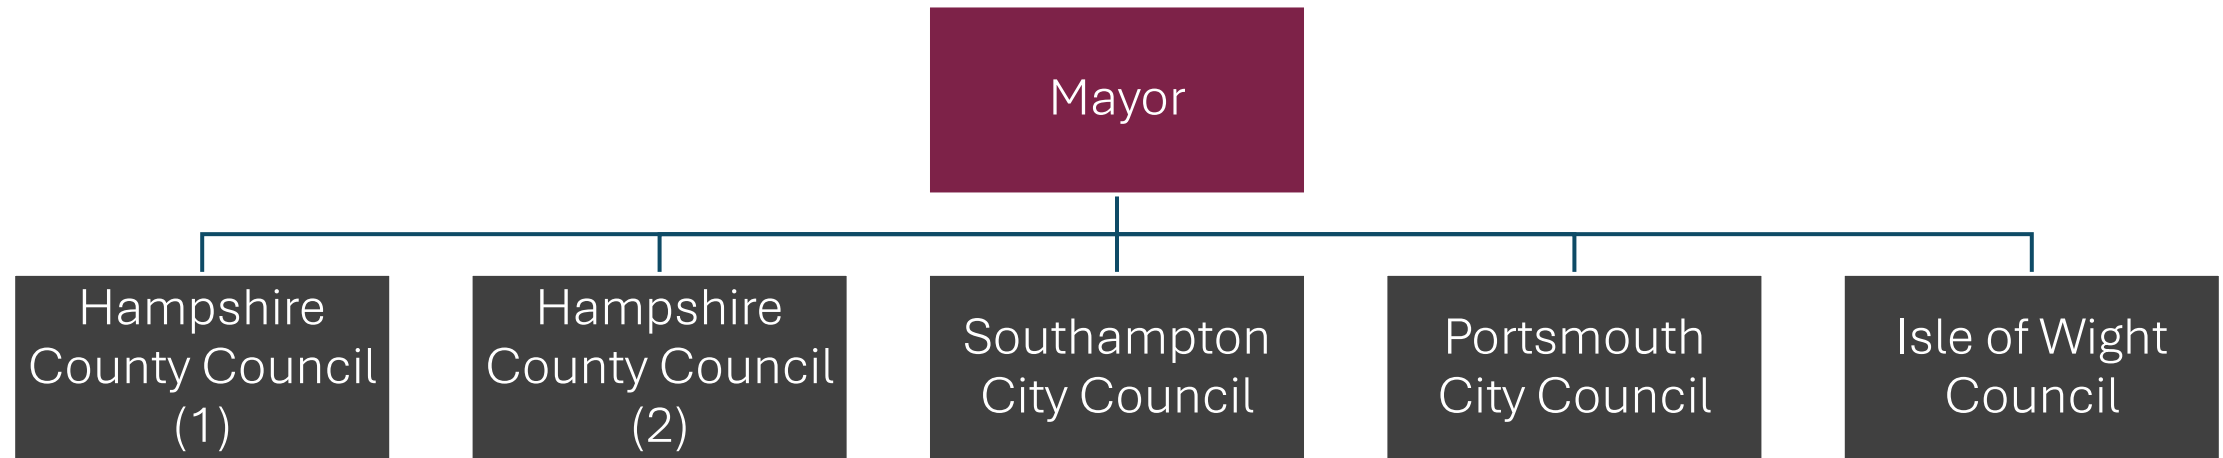 Mayor
Hampshire
County Council
(1)
Hampshire
County Council
(2)
Southampton
City Council
Portsmouth
City Council
Isle of Wight
Council